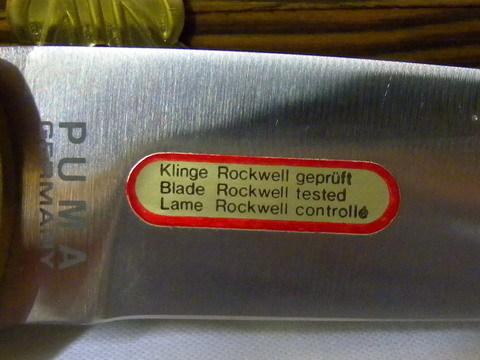 PUMA
GERMANY
Klinge Rockwell geprüft
Blade Rockwell tested
Lame Rockwell controllé